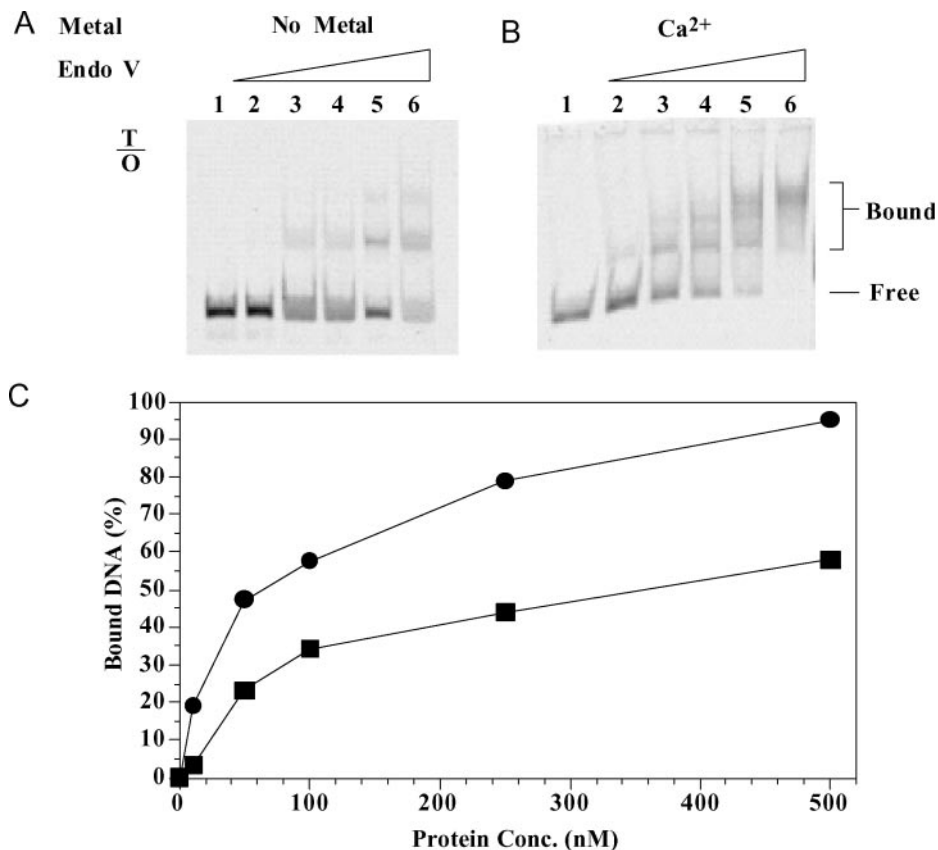 A
Metal
No Metal
Endo V
1 2 3 4 5 6
T
O
B
Ca2+
1 2 3 4 5 6
Bound
Free
C
100
90
80
70
60
50
40
30
20
10
0
Bound DNA (%)
0 100 200 300 400 500
Protein Conc. (nM)